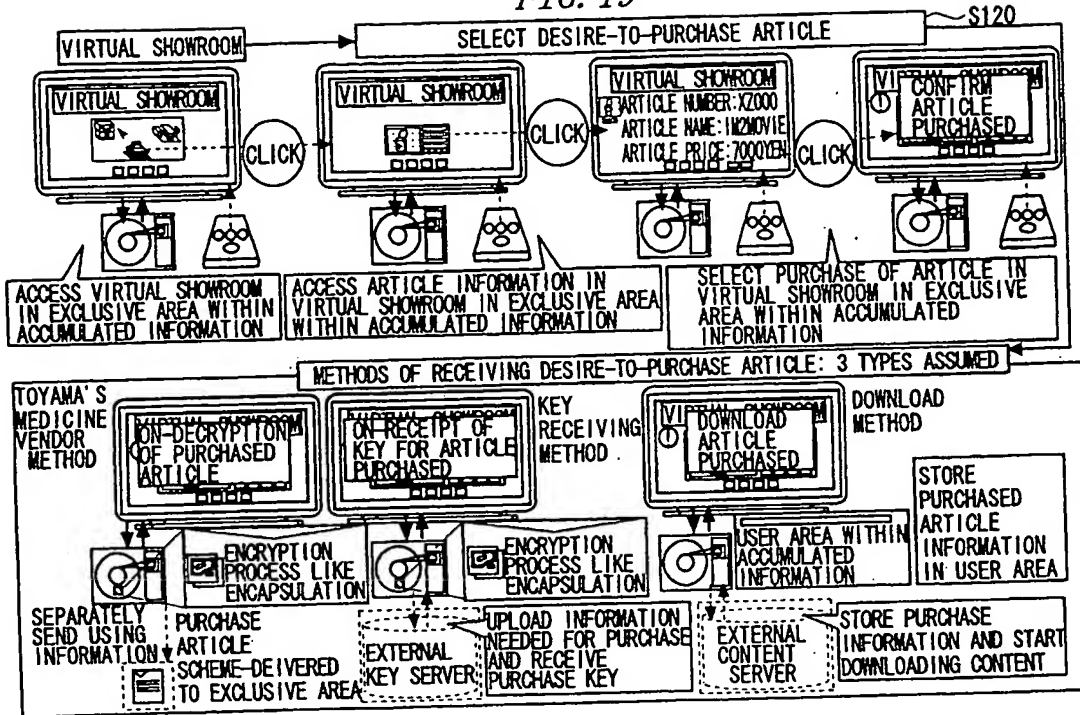 FIG. 19
S120
VIRTUAL SHOWROOM
SELECT DESIRE-TO-PURCHASE ARTICLE
VIRTUAL SHOWROOM
CLICK
VIRTUAL SHOWROOM
CLICK
VIRTUAL SHOWROOM
ARTICLE NUMBER:XZ000
ARTICLE NAME:IM2MOVIE
ARTICLE PRICE:7000YEN
CLICK
CONFIRM
ARTICLE
PURCHASED
ACCESS VIRTUAL SHOWROOM
IN EXCLUSIVE AREA WITHIN
ACCUMULATED INFORMATION
ACCESS ARTICLE INFORMATION IN
VIRTUAL SHOWROOM IN EXCLUSIVE AREA
WITHIN ACCUMULATED INFORMATION
SELECT PURCHASE OF ARTICLE IN
VIRTUAL SHOWROOM IN EXCLUSIVE
AREA WITHIN ACCUMULATED
INFORMATION
METHODS OF RECEIVING DESIRE-TO-PURCHASE ARTICLE: 3 TYPES ASSUMED
TOYAMA'S
MEDICINE
VENDOR
METHOD
ON-DECRYPTION
OF PURCHASED
ARTICLE
ON-RECEIPT OF
KEY FOR ARTICLE
PURCHASED
KEY
RECEIVING
METHOD
DOWNLOAD
ARTICLE
PURCHASED
DOWNLOAD
METHOD
STORE
PURCHASED
ARTICLE
INFORMATION
IN USER AREA
ENCRYPTION
PROCESS LIKE
ENCAPSULATION
ENCRYPTION
PROCESS LIKE
ENCAPSULATION
USER AREA WITHIN
ACCUMULATED
INFORMATION
SEPARATELY
SEND USING
INFORMATION
PURCHASE
ARTICLE
SCHEME-DEIVERED
TO EXCLUSIVE AREA
EXTERNAL
KEY SERVER
UPLOAD INFORMATION
NEEDED FOR PURCHASE
AND RECEIVE
PURCHASE KEY
EXTERNAL
CONTENT
SERVER
STORE PURCHASE
INFORMATION AND START
DOWNLOADING CONTENT